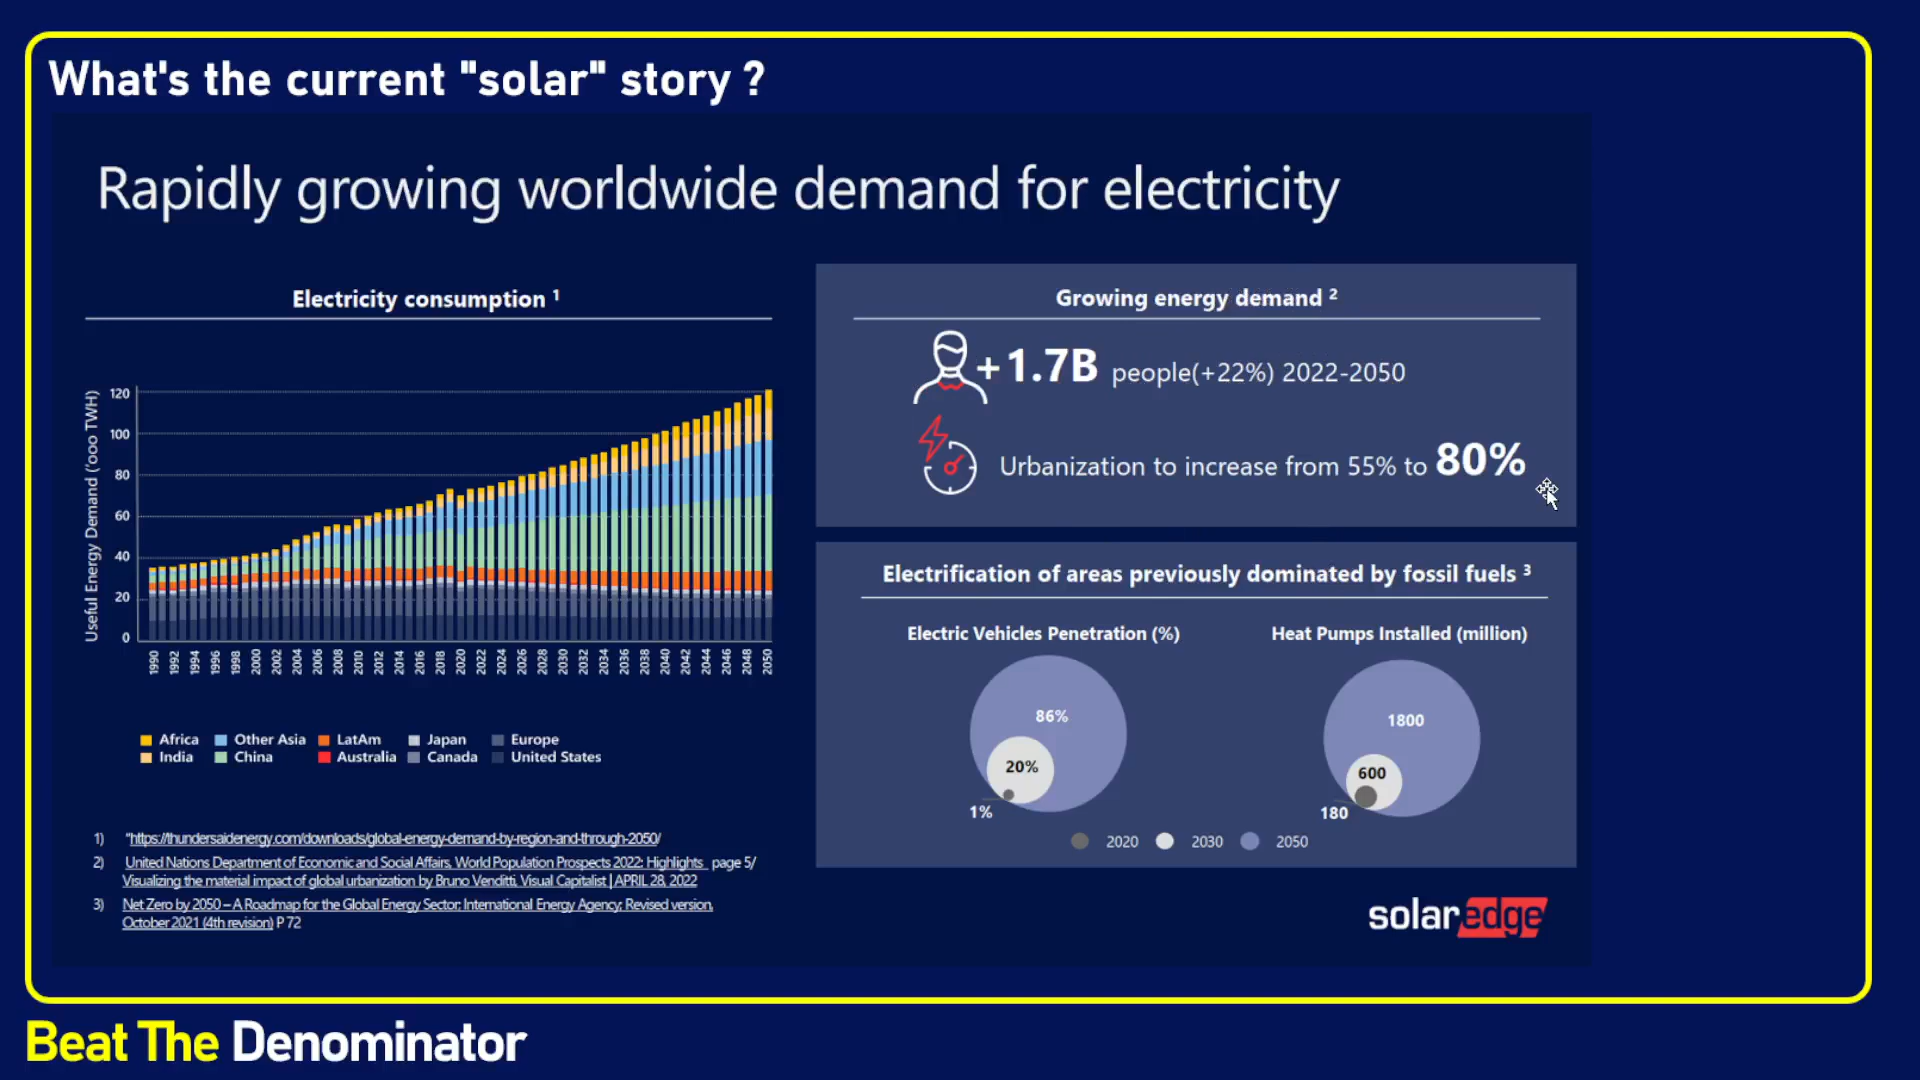 What's the current "solar" story ?
Rapidly growing worldwide demand for electricity
Electricity consumption 1
Useful Energy Demand ('ooo TWH)
120
100
80
60
40
20
0
1990 1992 1994 1996 1998 2000 2002 2004 2006 2008 2010 2012 2014 2016 2018 2020 2022 2024 2026 2028 2030 2032 2034 2036 2038 2040 2042 2044 2046 2048 2050
Africa Other Asia LatAm Japan Europe
India China Australia Canada United States
1) "https://thundersaidenergy.com/downloads/global-energy-demand-by-region-and-through-2050/
2) United Nations Department of Economic and Social Affairs, World Population Prospects 2022: Highlights page 5/
Visualizing the material impact of global urbanization by Bruno Venditti, Visual Capitalist | APRIL 28, 2022
3) Net Zero by 2050 – A Roadmap for the Global Energy Sector; International Energy Agency; Revised version,
October 2021 (4th revision) P 72
Growing energy demand 2
+1.7B people(+22%) 2022-2050
Urbanization to increase from 55% to 80%
Electrification of areas previously dominated by fossil fuels 3
Electric Vehicles Penetration (%)
86%
20%
1%
Heat Pumps Installed (million)
1800
600
180
2020 2030 2050
solaredge
Beat The Denominator